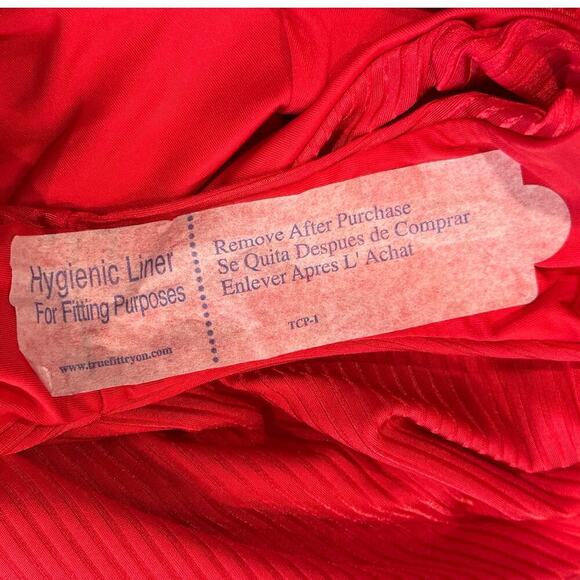 Hygienic Liner
For Fitting Purposes
www.truefittryon.com
Remove After Purchase
Se Quita Despues de Comprar
Enlever Apres L' Achat
TCP-1